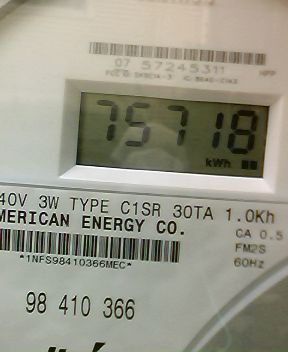 07 57245311
75718
kWh
40V 3W TYPE C1SR 30TA 1.0Kh
MERICAN ENERGY CO.
CA 0.5
FM2S
60Hz
*1NFS98410366MEC*
98 410 366